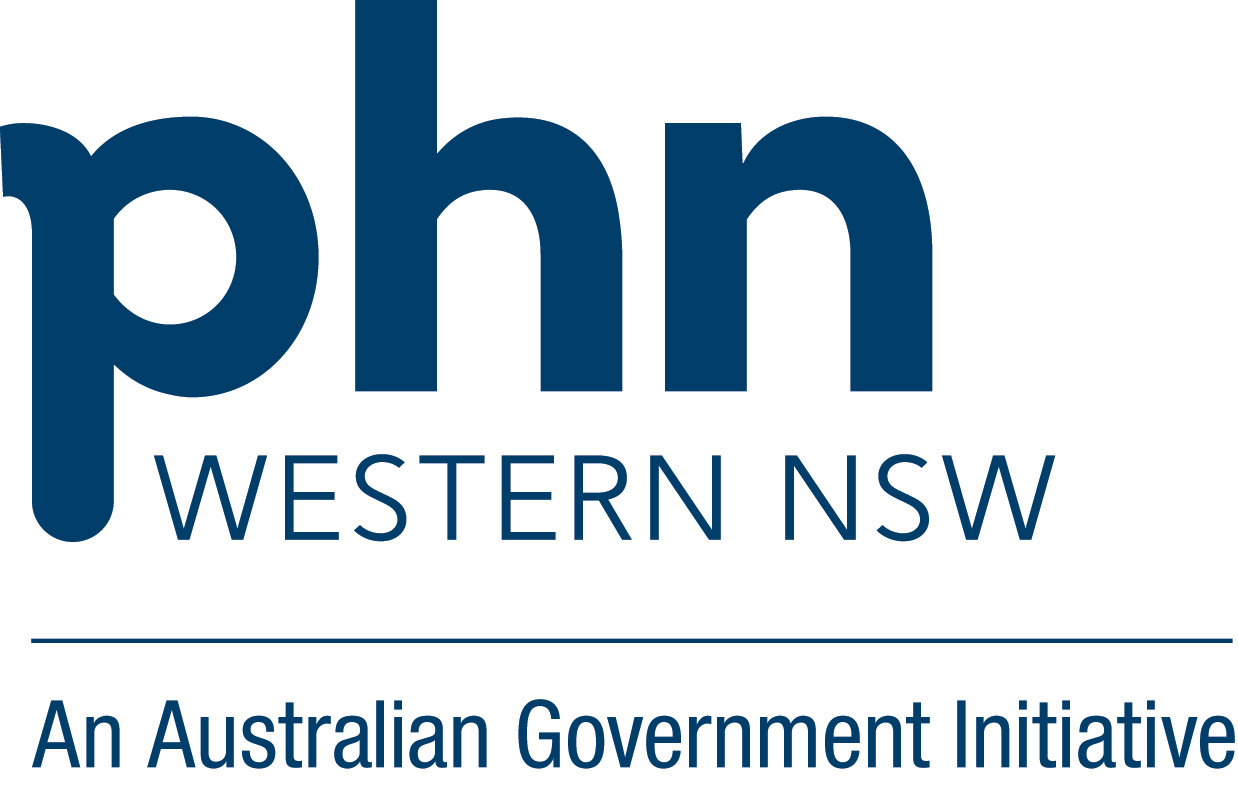 phn
WESTERN NSW
An Australian Government Initiative